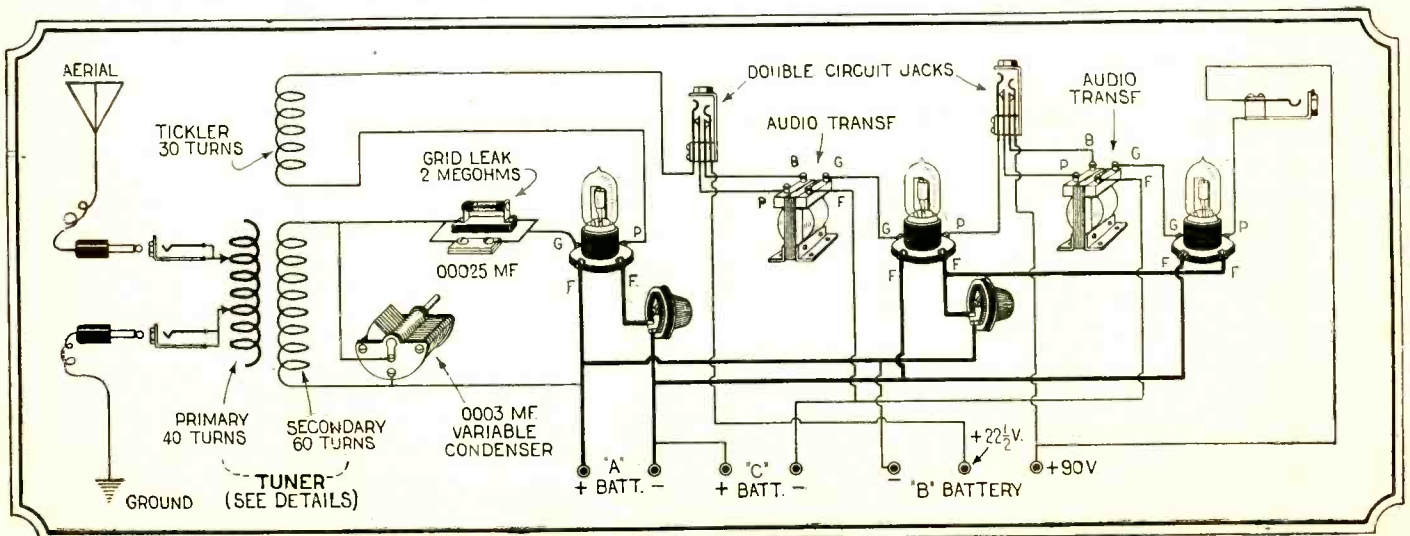 AERIAL
TICKLER
30 TURNS
GRID LEAK
2 MEGOHMS
DOUBLE CIRCUIT JACKS
AUDIO TRANSF
AUDIO
TRANSF
B
G
P
F
B
G
P
F
G
P
F
F
00025 MF
G
P
F
F
G
P
F
F
PRIMARY
40 TURNS
SECONDARY
60 TURNS
TUNER
(SEE DETAILS)
0003 MF.
VARIABLE
CONDENSER
GROUND
"A"
+ BATT. -
"C"
+ BATT. -
- "B" BATTERY
+22½V.
+90V